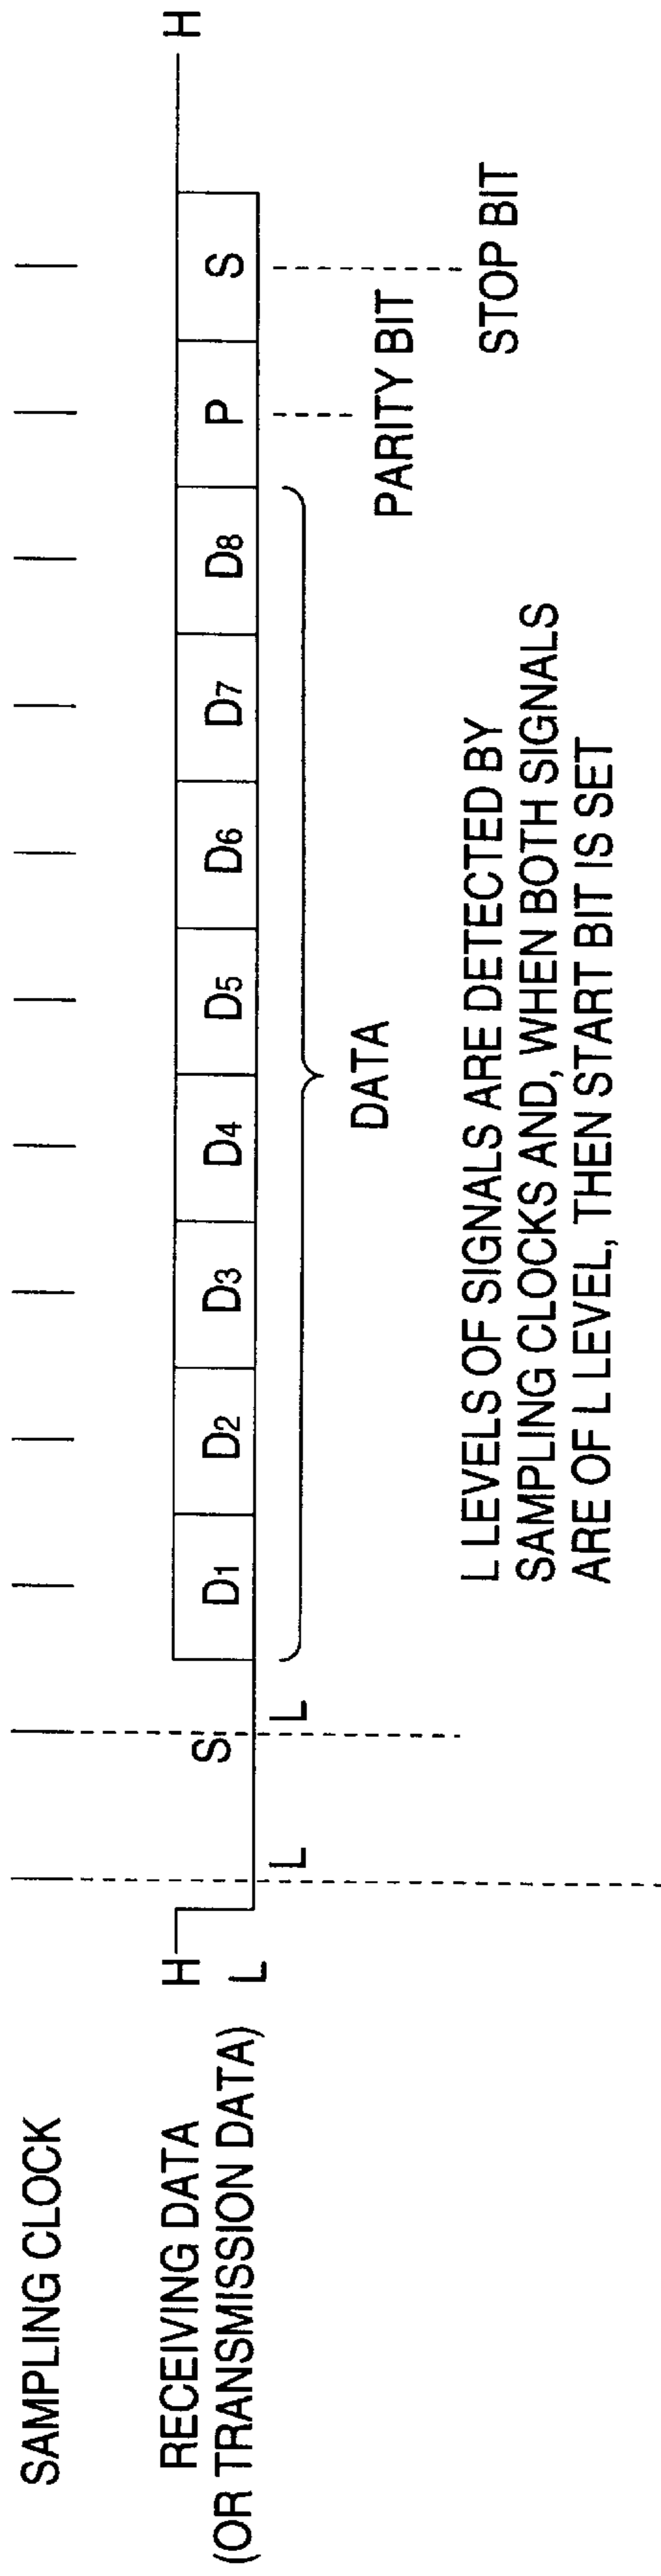 SAMPLING CLOCK
RECEIVING DATA
(OR TRANSMISSION DATA)
H
L
L
S
L
D1 D2 D3 D4 D5 D6 D7 D8 P S
H
DATA
PARITY BIT
STOP BIT
L LEVELS OF SIGNALS ARE DETECTED BY
SAMPLING CLOCKS AND, WHEN BOTH SIGNALS
ARE OF L LEVEL, THEN START BIT IS SET